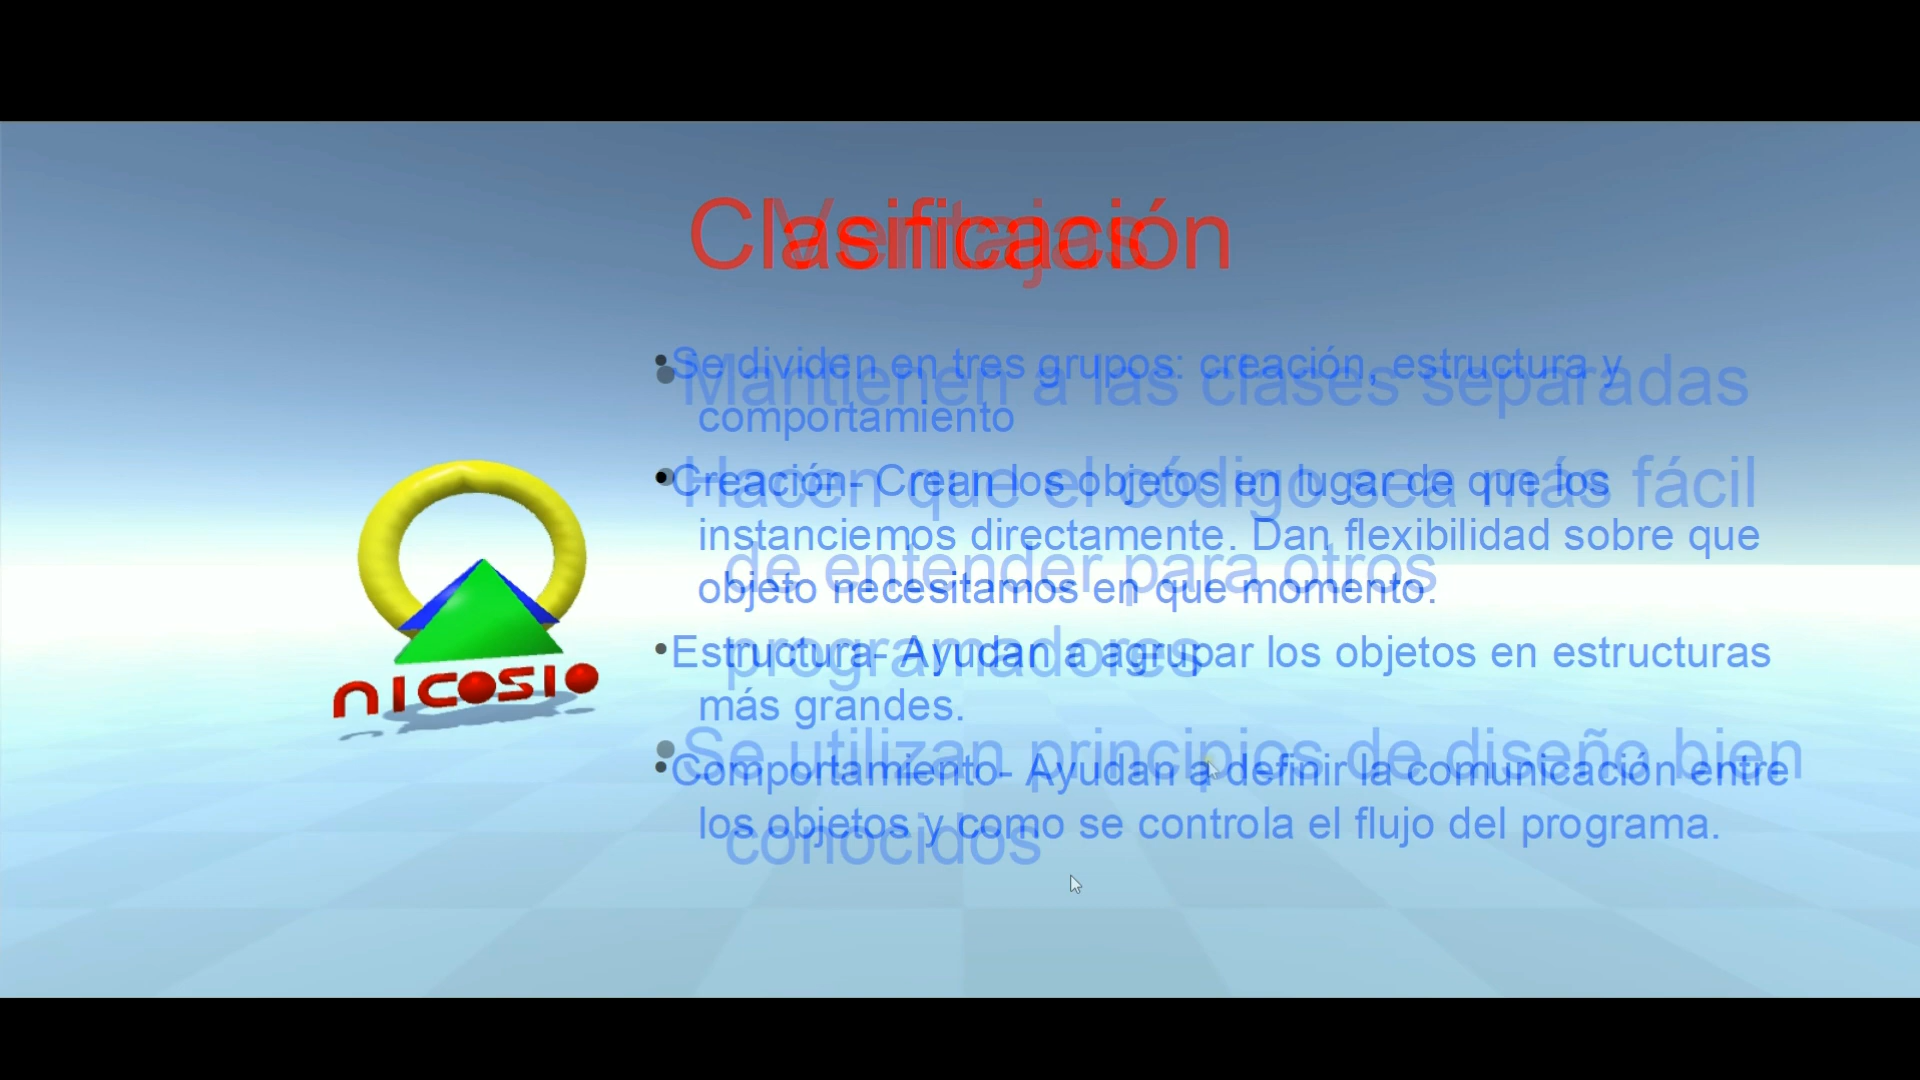 Clasificación
•Se dividen en tres grupos: creación, estructura y
comportamiento
•Creación- Crean los objetos en lugar de que los
instanciemos directamente. Dan flexibilidad sobre que
objeto necesitamos en que momento.
•Estructura- Ayudan a agrupar los objetos en estructuras
más grandes.
•Comportamiento- Ayudan a definir la comunicación entre
los objetos y como se controla el flujo del programa.
Ventajas
•Mantienen a las clases separadas
•Hacen que el código sea más fácil
de entender para otros
programadores
•Se utilizan principios de diseño bien
conocidos
nicosio